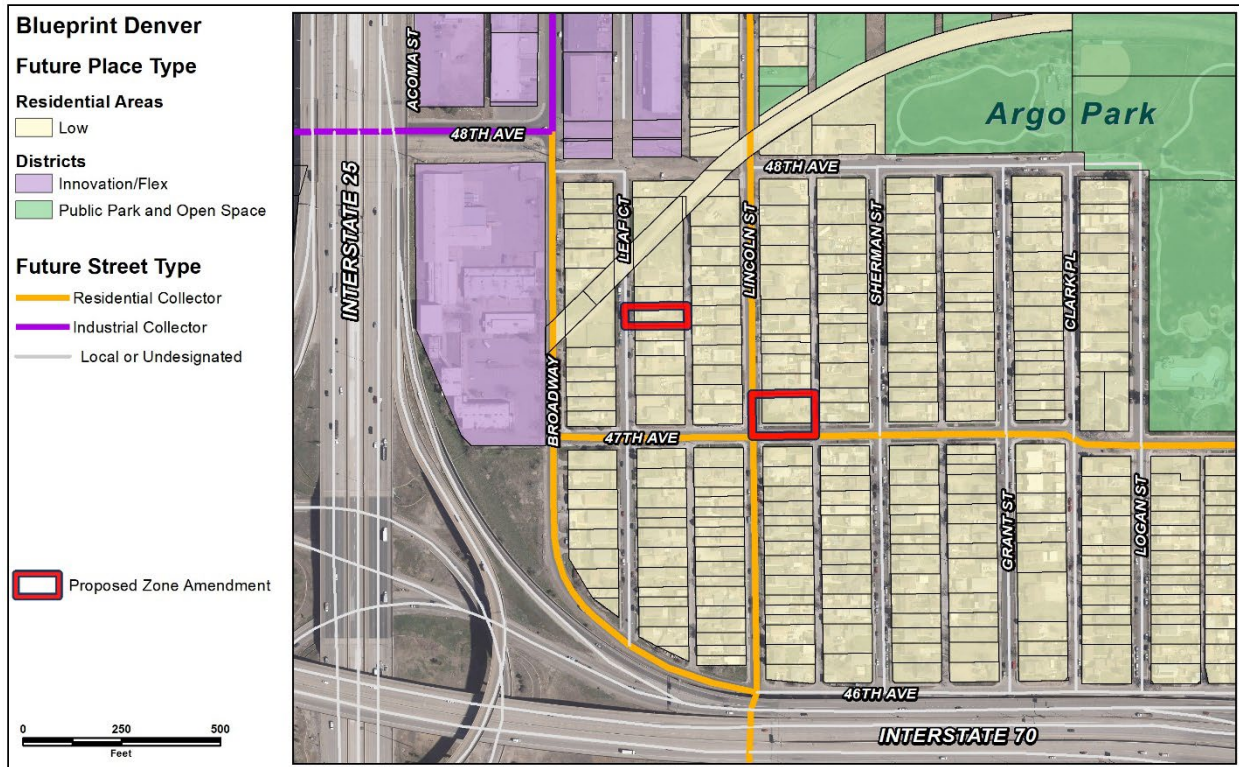 Blueprint Denver
Future Place Type
Residential Areas
Low
Districts
Innovation/Flex
Public Park and Open Space
Future Street Type
Residential Collector
Industrial Collector
Local or Undesignated
Proposed Zone Amendment
0 250 500
Feet
ACOMA ST
Argo Park
48TH AVE
48TH AVE
INTERSTATE 25
LEAF CT
LINCOLN ST
SHERMAN ST
CLARK PL
BROADWAY
47TH AVE
GRANT ST
LOGAN ST
46TH AVE
INTERSTATE 70